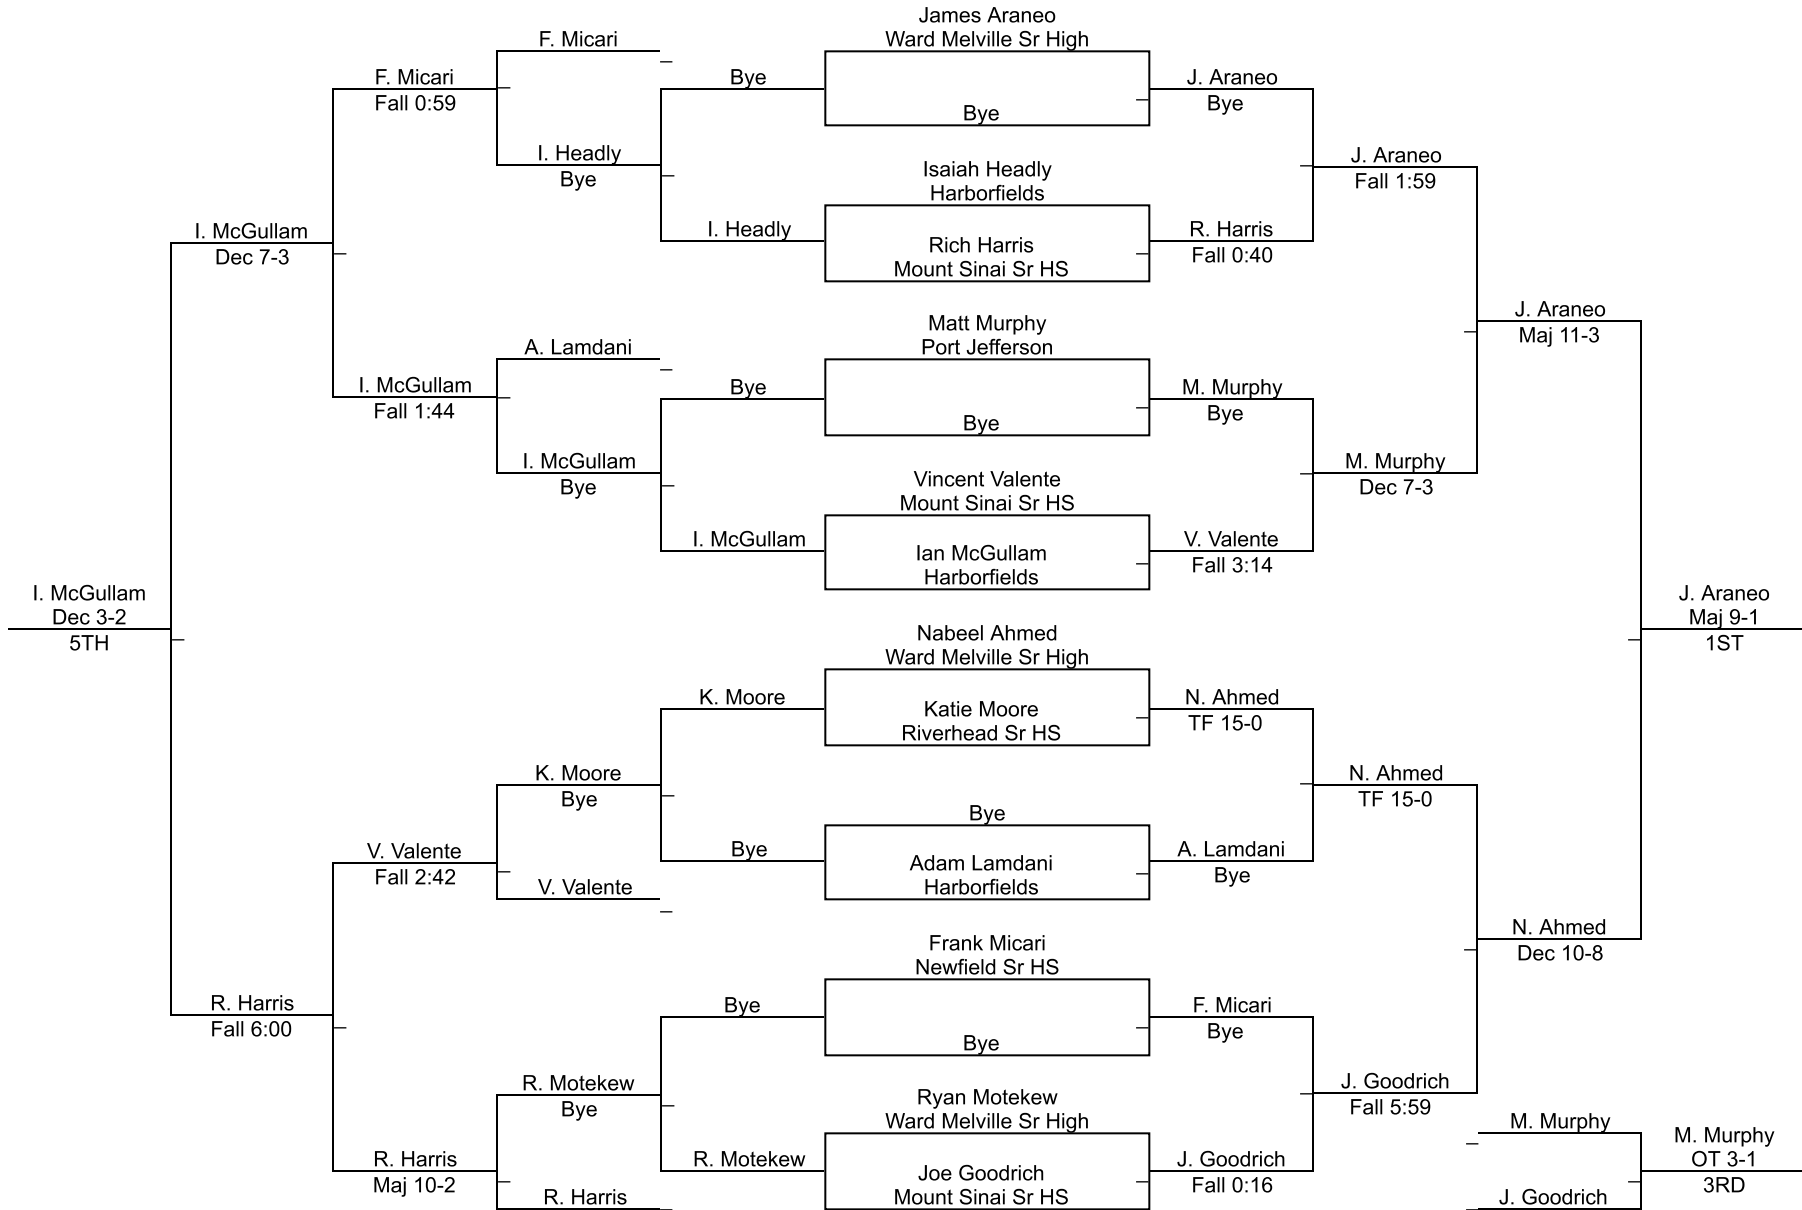 James Araneo
Ward Melville Sr High
F. Micari
F. Micari
Fall 0:59
Bye
J. Araneo
Bye
Bye
I. Headly
Bye
J. Araneo
Fall 1:59
Isaiah Headly
Harborfields
I. McGullam
Dec 7-3
I. Headly
Rich Harris
Mount Sinai Sr HS
R. Harris
Fall 0:40
J. Araneo
Maj 11-3
Matt Murphy
Port Jefferson
A. Lamdani
I. McGullam
Fall 1:44
Bye
M. Murphy
Bye
Bye
I. McGullam
Bye
M. Murphy
Dec 7-3
Vincent Valente
Mount Sinai Sr HS
I. McGullam
Ian McGullam
Harborfields
V. Valente
Fall 3:14
I. McGullam
Dec 3-2
5TH
J. Araneo
Maj 9-1
1ST
Nabeel Ahmed
Ward Melville Sr High
K. Moore
Katie Moore
Riverhead Sr HS
N. Ahmed
TF 15-0
K. Moore
Bye
N. Ahmed
TF 15-0
Bye
V. Valente
Fall 2:42
Bye
Adam Lamdani
Harborfields
A. Lamdani
Bye
V. Valente
N. Ahmed
Dec 10-8
Frank Micari
Newfield Sr HS
R. Harris
Fall 6:00
Bye
F. Micari
Bye
Bye
R. Motekew
Bye
J. Goodrich
Fall 5:59
Ryan Motekew
Ward Melville Sr High
M. Murphy
R. Harris
Maj 10-2
R. Motekew
Joe Goodrich
Mount Sinai Sr HS
J. Goodrich
Fall 0:16
M. Murphy
OT 3-1
3RD
R. Harris
J. Goodrich